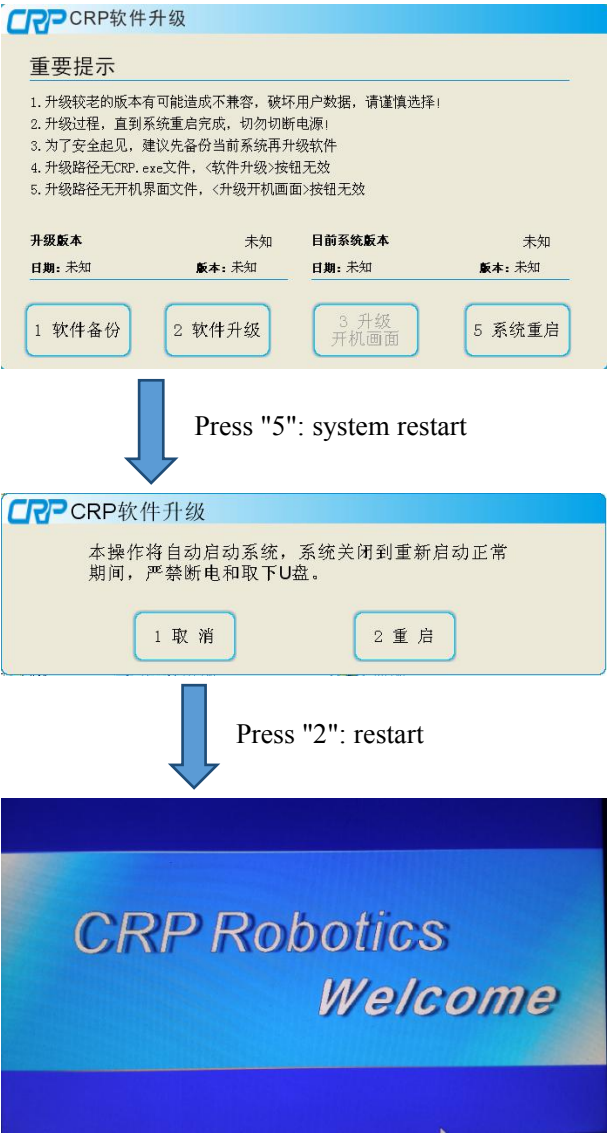 CRP CRP软件升级
重要提示
1.升级较老的版本有可能造成不兼容，破坏用户数据，请谨慎选择！
2.升级过程，直到系统重启完成，切勿切断电源！
3.为了安全起见，建议先备份当前系统再升级软件
4.升级路径无CRP.exe文件，<软件升级>按钮无效
5.升级路径无开机界面文件，<升级开机画面>按钮无效
升级版本 未知 目前系统版本 未知
日期：未知 版本：未知 日期：未知 版本：未知
1 软件备份 2 软件升级 3 升级 5 系统重启
开机画面
Press "5": system restart
CRP CRP软件升级
本操作将自动启动系统，系统关闭到重新启动正常
期间，严禁断电和取下U盘。
1 取 消 2 重 启
Press "2": restart
CRP Robotics
Welcome